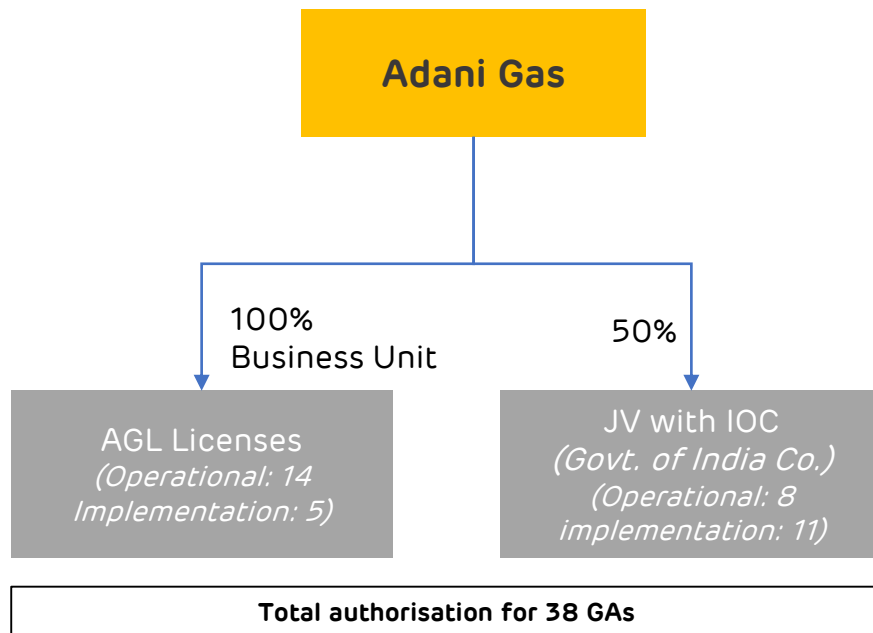 Adani Gas
100%
Business Unit
50%
AGL Licenses
(Operational: 14
Implementation: 5)
JV with IOC
(Govt. of India Co.)
(Operational: 8
implementation: 11)
Total authorisation for 38 GAs